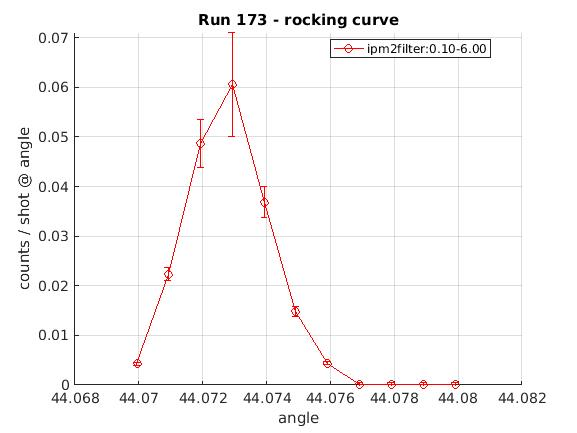 Run 173 - rocking curve
ipm2filter:0.10-6.00
counts / shot @ angle
0.07
0.06
0.05
0.04
0.03
0.02
0.01
0
44.068 44.07 44.072 44.074 44.076 44.078 44.08 44.082
angle